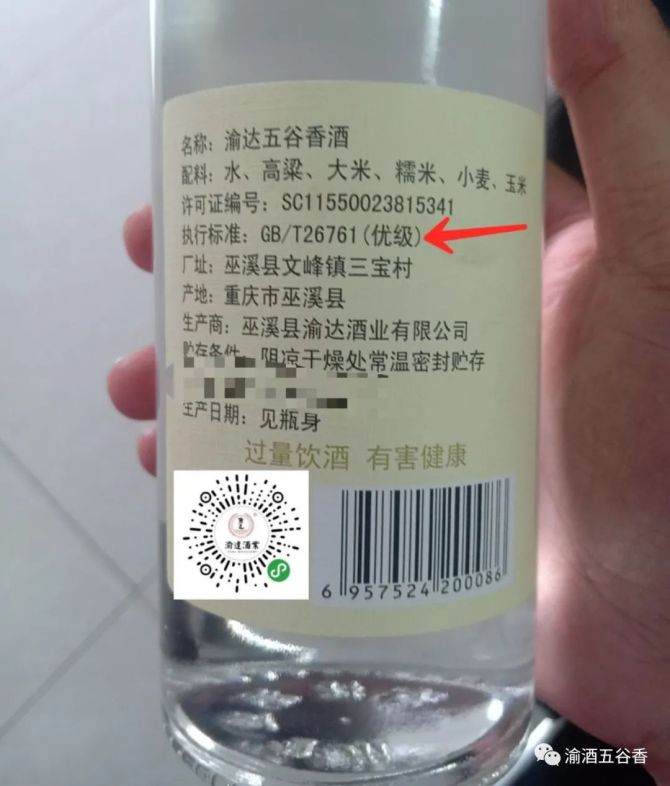 名称：渝达五谷香酒
配料：水、高粱、大米、糯米、小麦、玉米
许可证编号：SC11550023815341
执行标准：GB/T26761(优级)
厂址：巫溪县文峰镇三宝村
产地：重庆市巫溪县
生产商：巫溪县渝达酒业有限公司
贮存条件：阴凉干燥处常温密封贮存
生产日期：见瓶身
过量饮酒 有害健康
渝达酒业
6 957524 200086
渝酒五谷香